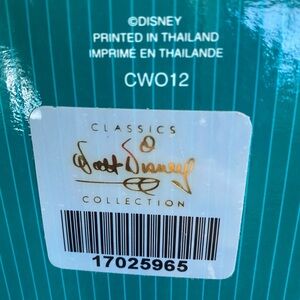 ©DISNEY
PRINTED IN THAILAND
IMPRIMÉ EN THAILANDE
CWO12
CLASSICS
Walt Disney
COLLECTION
17025965